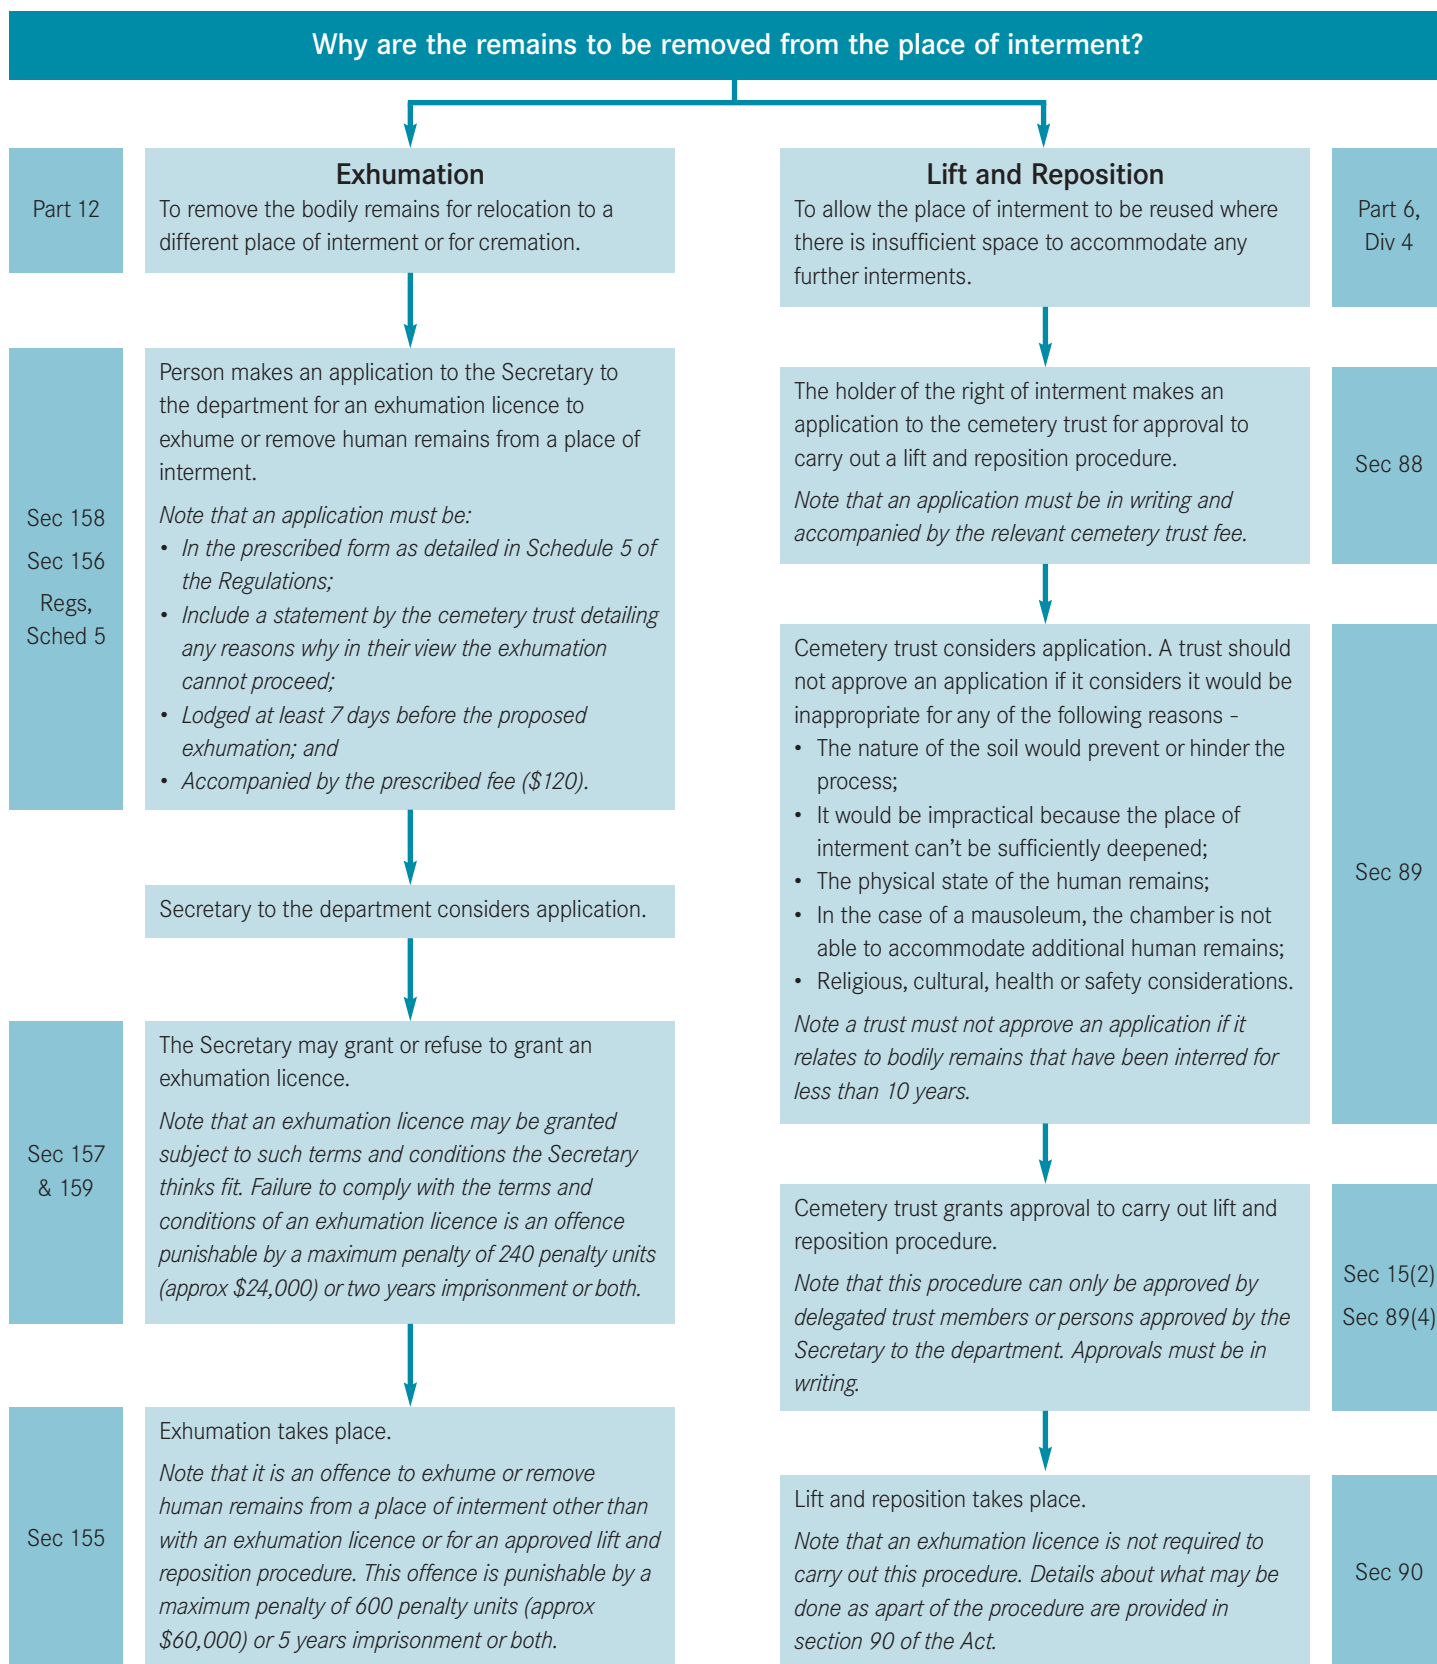 Why are the remains to be removed from the place of interment?
Part 12
Exhumation
To remove the bodily remains for relocation to a
different place of interment or for cremation.
Sec 158
Sec 156
Regs,
Sched 5
Person makes an application to the Secretary to
the department for an exhumation licence to
exhume or remove human remains from a place of
interment.
Note that an application must be:
• In the prescribed form as detailed in Schedule 5 of
the Regulations;
• Include a statement by the cemetery trust detailing
any reasons why in their view the exhumation
cannot proceed;
• Lodged at least 7 days before the proposed
exhumation; and
• Accompanied by the prescribed fee ($120).
Secretary to the department considers application.
Sec 157
& 159
The Secretary may grant or refuse to grant an
exhumation licence.
Note that an exhumation licence may be granted
subject to such terms and conditions the Secretary
thinks fit. Failure to comply with the terms and
conditions of an exhumation licence is an offence
punishable by a maximum penalty of 240 penalty units
(approx $24,000) or two years imprisonment or both.
Sec 155
Exhumation takes place.
Note that it is an offence to exhume or remove
human remains from a place of interment other than
with an exhumation licence or for an approved lift and
reposition procedure. This offence is punishable by a
maximum penalty of 600 penalty units (approx
$60,000) or 5 years imprisonment or both.
Lift and Reposition
To allow the place of interment to be reused where
there is insufficient space to accommodate any
further interments.
Part 6,
Div 4
The holder of the right of interment makes an
application to the cemetery trust for approval to
carry out a lift and reposition procedure.
Note that an application must be in writing and
accompanied by the relevant cemetery trust fee.
Sec 88
Cemetery trust considers application. A trust should
not approve an application if it considers it would be
inappropriate for any of the following reasons -
• The nature of the soil would prevent or hinder the
process;
• It would be impractical because the place of
interment can't be sufficiently deepened;
• The physical state of the human remains;
• In the case of a mausoleum, the chamber is not
able to accommodate additional human remains;
• Religious, cultural, health or safety considerations.
Note a trust must not approve an application if it
relates to bodily remains that have been interred for
less than 10 years.
Sec 89
Cemetery trust grants approval to carry out lift and
reposition procedure.
Note that this procedure can only be approved by
delegated trust members or persons approved by the
Secretary to the department. Approvals must be in
writing.
Sec 15(2)
Sec 89(4)
Lift and reposition takes place.
Note that an exhumation licence is not required to
carry out this procedure. Details about what may be
done as apart of the procedure are provided in
section 90 of the Act.
Sec 90